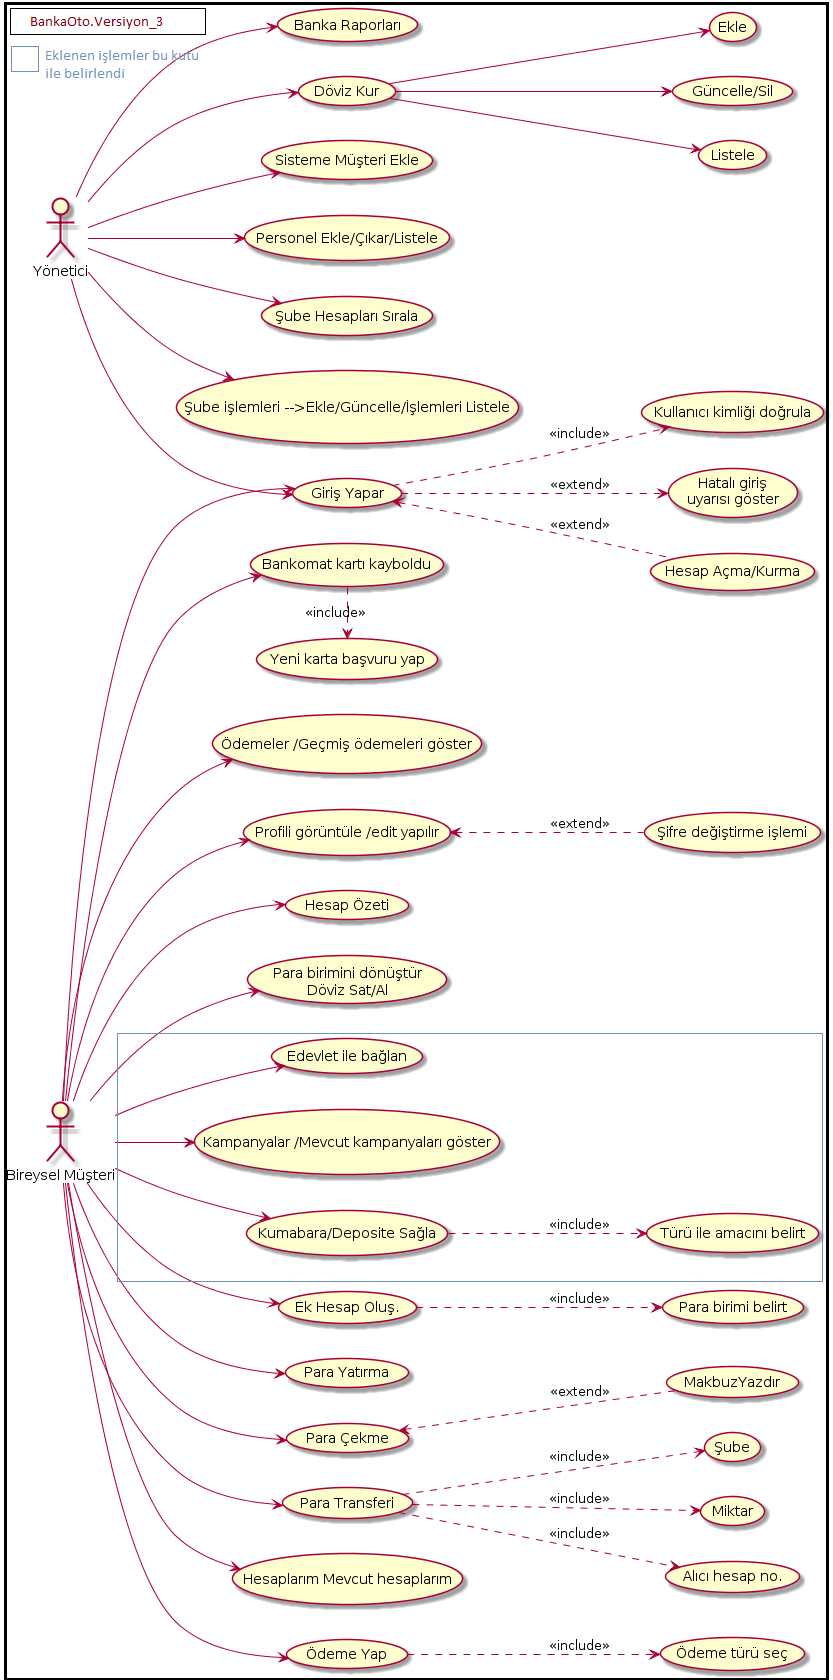 BankaOto.Versiyon_3
Eklenen işlemler bu kutu
ile belirlendi
Banka Raporları
Ekle
Döviz Kur
Güncelle/Sil
Listele
Sisteme Müşteri Ekle
Personel Ekle/Çıkar/Listele
Yönetici
Şube Hesapları Sırala
Şube işlemleri -->Ekle/Güncelle/İşlemleri Listele
Kullanıcı kimliği doğrula
«include»
Giriş Yapar
«extend»
Hatalı giriş
uyarısı göster
«extend»
Hesap Açma/Kurma
Bankomat kartı kayboldu
«include»
Yeni karta başvuru yap
Ödemeler /Geçmiş ödemeleri göster
Profili görüntüle /edit yapılır
«extend»
Şifre değiştirme işlemi
Hesap Özeti
Para birimini dönüştür
Döviz Sat/Al
Edevlet ile bağlan
Kampanyalar /Mevcut kampanyaları göster
Bireysel Müşteri
Kumabara/Deposite Sağla
«include»
Türü ile amacını belirt
Ek Hesap Oluş.
«include»
Para birimi belirt
Para Yatırma
MakbuzYazdır
«extend»
Para Çekme
Şube
«include»
Para Transferi
«include»
Miktar
«include»
Alıcı hesap no.
Hesaplarım Mevcut hesaplarım
Ödeme Yap
«include»
Ödeme türü seç